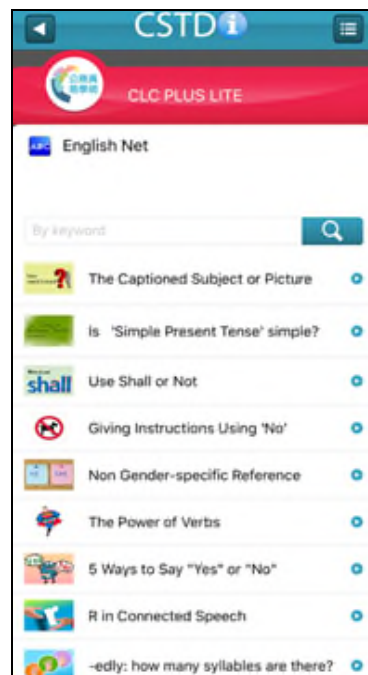 CSTDi
CLC PLUS LITE
ABC English Net
By keyword
The Captioned Subject or Picture
Is 'Simple Present Tense' simple?
shall Use Shall or Not
Giving Instructions Using 'No'
Non Gender-specific Reference
The Power of Verbs
5 Ways to Say "Yes" or "No"
R in Connected Speech
-edly: how many syllables are there?